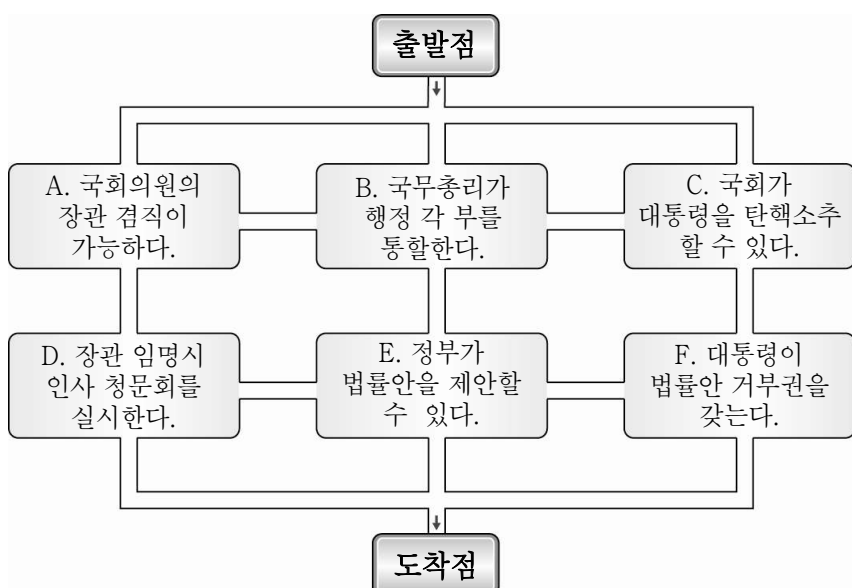 출발점
A. 국회의원의
장관 겸직이
가능하다.
B. 국무총리가
행정 각 부를
통할한다.
C. 국회가
대통령을 탄핵소추
할 수 있다.
D. 장관 임명시
인사 청문회를
실시한다.
E. 정부가
법률안을 제안할
수 있다.
F. 대통령이
법률안 거부권을
갖는다.
도착점